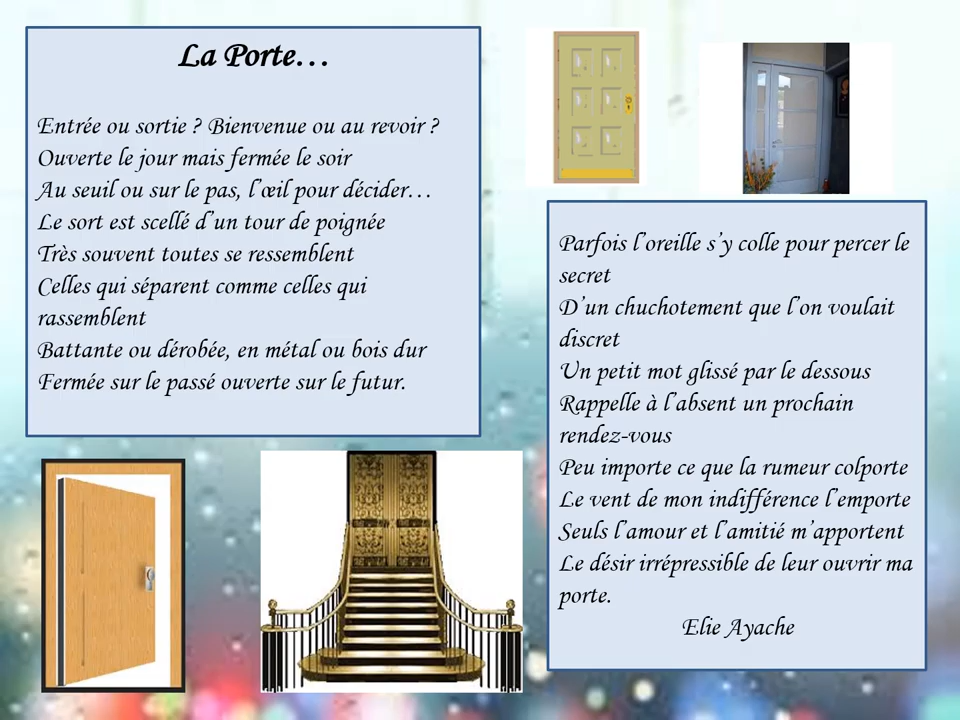 La Porte…
Entrée ou sortie ? Bienvenue ou au revoir ?
Ouverte le jour mais fermée le soir
Au seuil ou sur le pas, l’œil pour décider…
Le sort est scellé d’un tour de poignée
Très souvent toutes se ressemblent
Celles qui séparent comme celles qui
rassemblent
Battante ou dérobée, en métal ou bois dur
Fermée sur le passé ouverte sur le futur.
Parfois l’oreille s’y colle pour percer le
secret
D’un chuchotement que l’on voulait
discret
Un petit mot glissé par le dessous
Rappelle à l’absent un prochain
rendez-vous
Peu importe ce que la rumeur colporte
Le vent de mon indifférence l’emporte
Seuls l’amour et l’amitié m’apportent
Le désir irrépressible de leur ouvrir ma
porte.
Elie Ayache